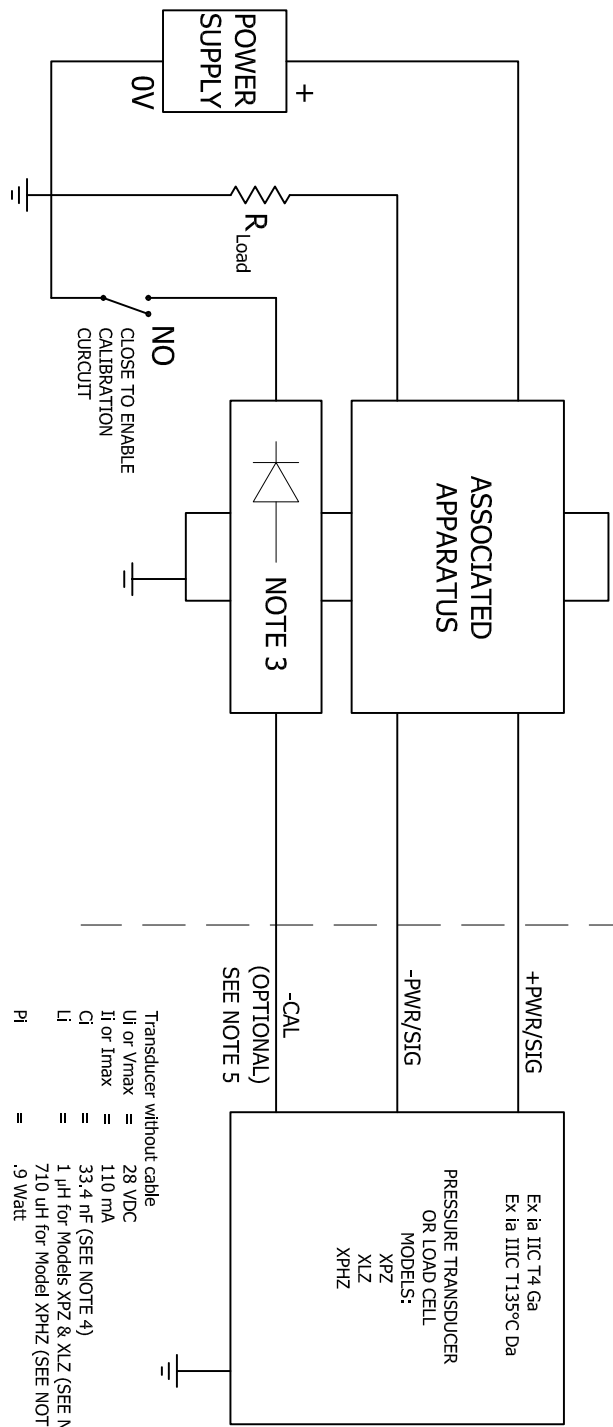 POWER
SUPPLY
+
0V
R Load
NO
CLOSE TO ENABLE
CALIBRATION
CURCUIT
ASSOCIATED
APPARATUS
NOTE 3
+PWR/SIG
-PWR/SIG
-CAL
(OPTIONAL)
SEE NOTE 5
Ex ia IIC T4 Ga
Ex ia IIIC T135°C Da
PRESSURE TRANSDUCER
OR LOAD CELL
MODELS:
XPZ
XLZ
XPHZ
Transducer without cable
Ui or Vmax = 28 VDC
Ii or Imax = 110 mA
Ci = 33.4 nF (SEE NOTE 4)
Li = 1 µH for Models XPZ & XLZ (SEE
710 uH for Model XPHZ (SEE
Pi = .9 Watt